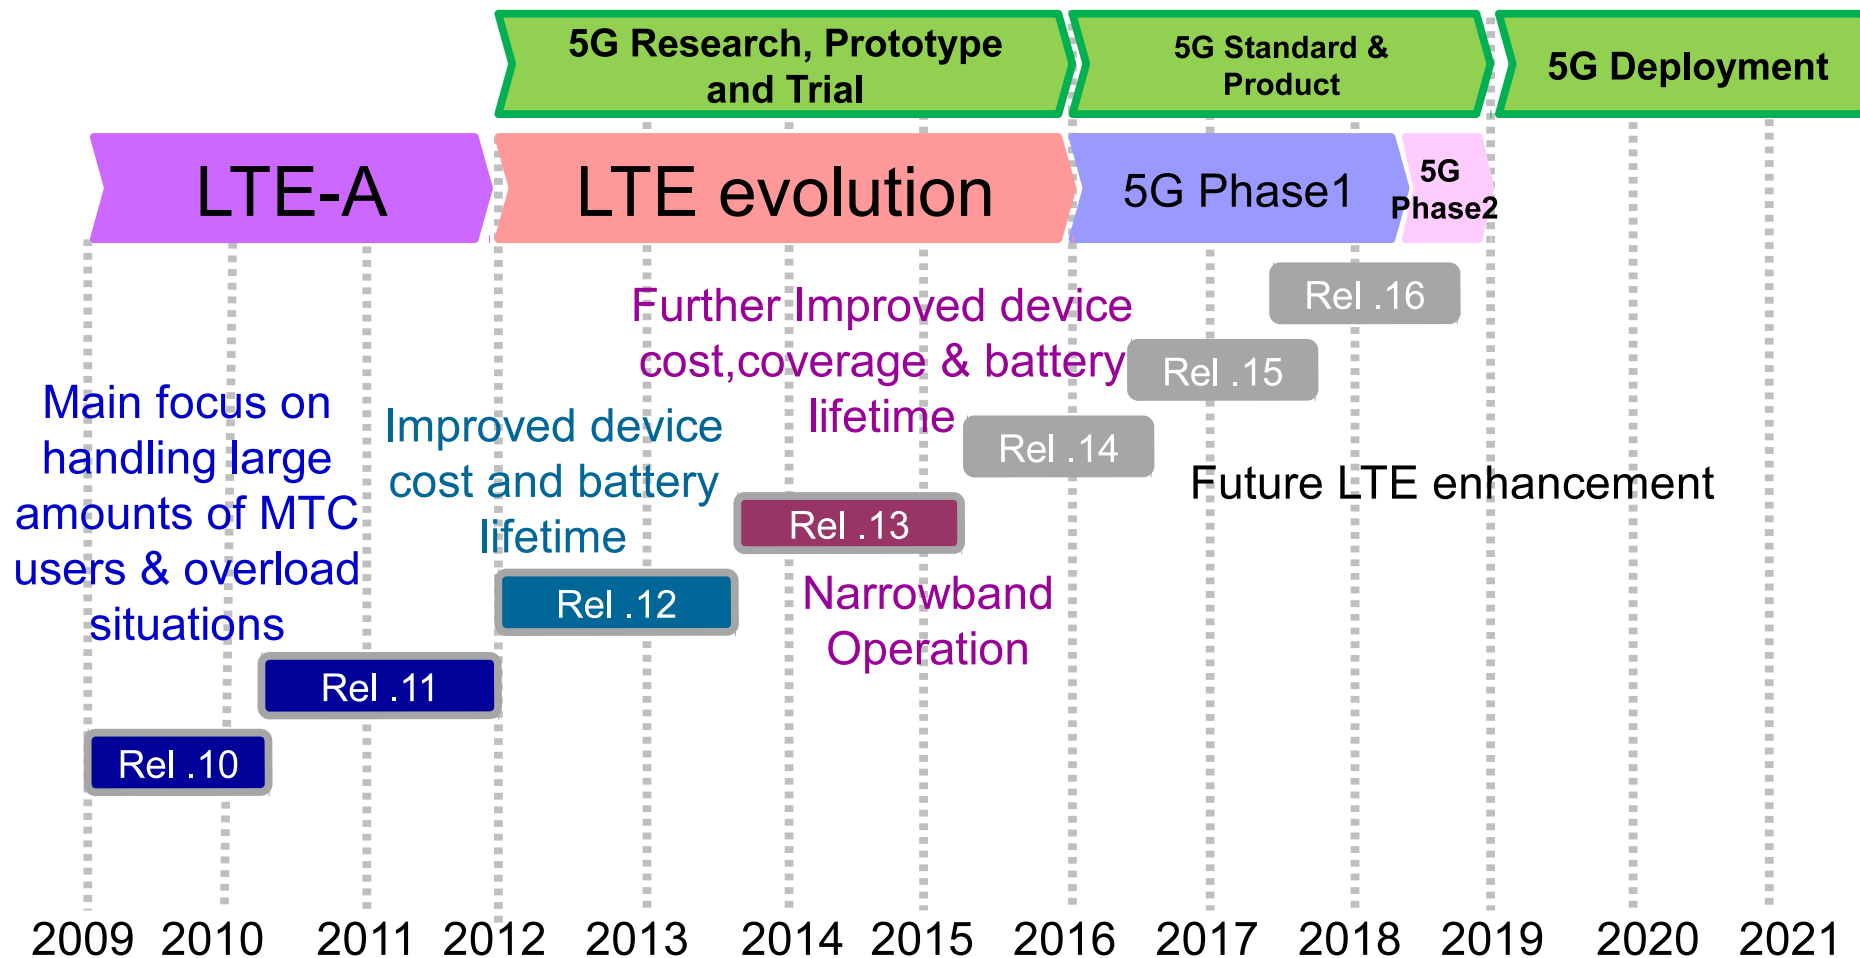 5G Research, Prototype
and Trial
5G Standard &
Product
5G Deployment
LTE-A
LTE evolution
5G Phase1
5G
Phase2
Rel .16
Further Improved device
cost,coverage & battery
lifetime
Rel .15
Main focus on
handling large
amounts of MTC
users & overload
situations
Improved device
cost and battery
lifetime
Rel .14
Future LTE enhancement
Rel .13
Rel .12
Narrowband
Operation
Rel .11
Rel .10
2009 2010 2011 2012 2013 2014 2015 2016 2017 2018 2019 2020 2021